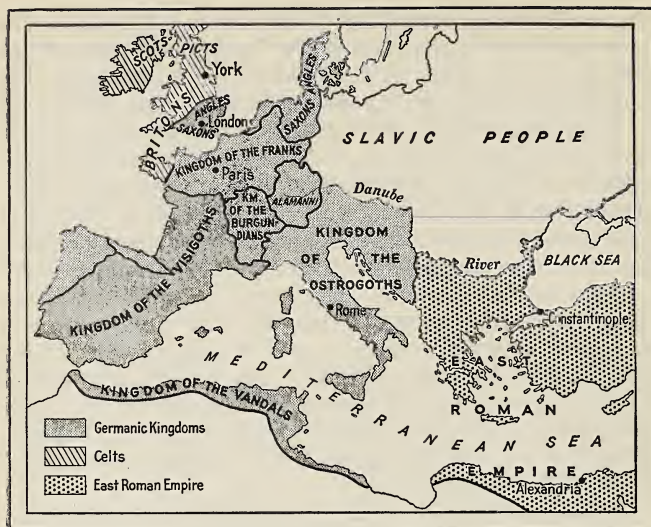 SCOTS
PICTS
York
BRITONS
ANGLES
SAXONS
London
SAXONS ANGLES
SLAVIC PEOPLE
KINGDOM OF THE FRANKS
Paris
ALAMANNI
KM.
OF THE
BURGUN-
DIANS
Danube
River
KINGDOM
OF THE
OSTROGOTHS
BLACK SEA
KINGDOM OF THE VISIGOTHS
Rome
Constantinople
MEDITERRANEAN SEA
EAST
ROMAN
EMPIRE
KINGDOM OF THE VANDALS
Alexandria
Germanic Kingdoms
Celts
East Roman Empire